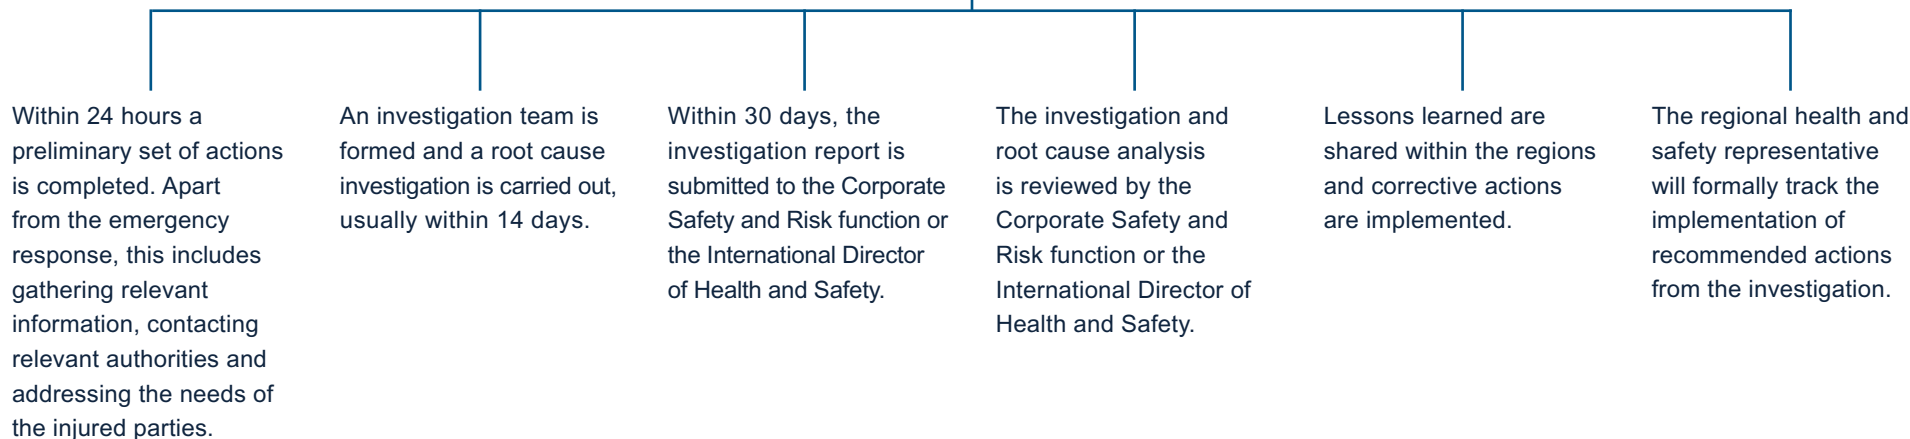 Within 24 hours a
preliminary set of actions
is completed. Apart
from the emergency
response, this includes
gathering relevant
information, contacting
relevant authorities and
addressing the needs of
the injured parties.
An investigation team is
formed and a root cause
investigation is carried out,
usually within 14 days.
Within 30 days, the
investigation report is
submitted to the Corporate
Safety and Risk function or
the International Director
of Health and Safety.
The investigation and
root cause analysis
is reviewed by the
Corporate Safety and
Risk function or the
International Director of
Health and Safety.
Lessons learned are
shared within the regions
and corrective actions
are implemented.
The regional health and
safety representative
will formally track the
implementation of
recommended actions
from the investigation.